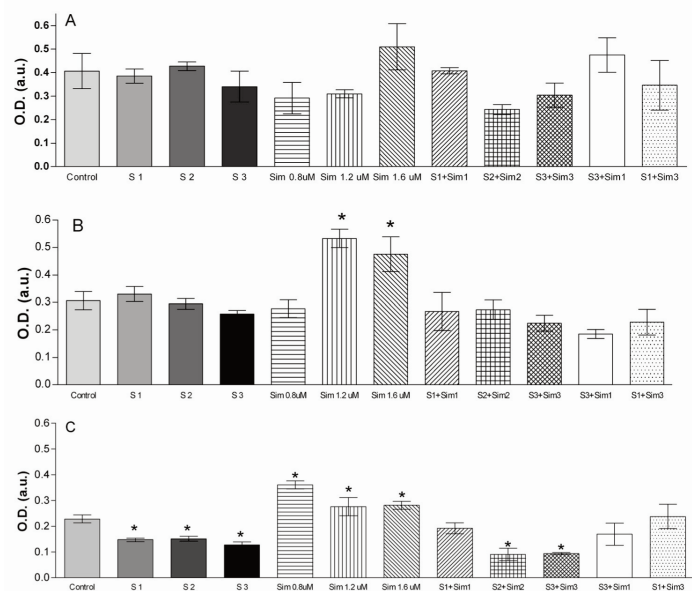 A
O.D. (a.u.)
0.6
0.5
0.4
0.3
0.2
0.1
0.0
Control S 1 S 2 S 3 Sim 0.8uM Sim 1.2 uM Sim 1.6 uM S1+Sim1 S2+Sim2 S3+Sim3 S3+Sim1 S1+Sim3
B
O.D. (a.u.)
0.6
0.5
0.4
0.3
0.2
0.1
0.0
* *
Control S 1 S 2 S 3 Sim 0.8uM Sim 1.2 uM Sim 1.6 uM S1+Sim1 S2+Sim2 S3+Sim3 S3+Sim1 S1+Sim3
C
O.D. (a.u.)
0.6
0.5
0.4
0.3
0.2
0.1
0.0
* * * * * * * *
Control S 1 S 2 S 3 Sim 0.8uM Sim 1.2 uM Sim 1.6 uM S1+Sim1 S2+Sim2 S3+Sim3 S3+Sim1 S1+Sim3